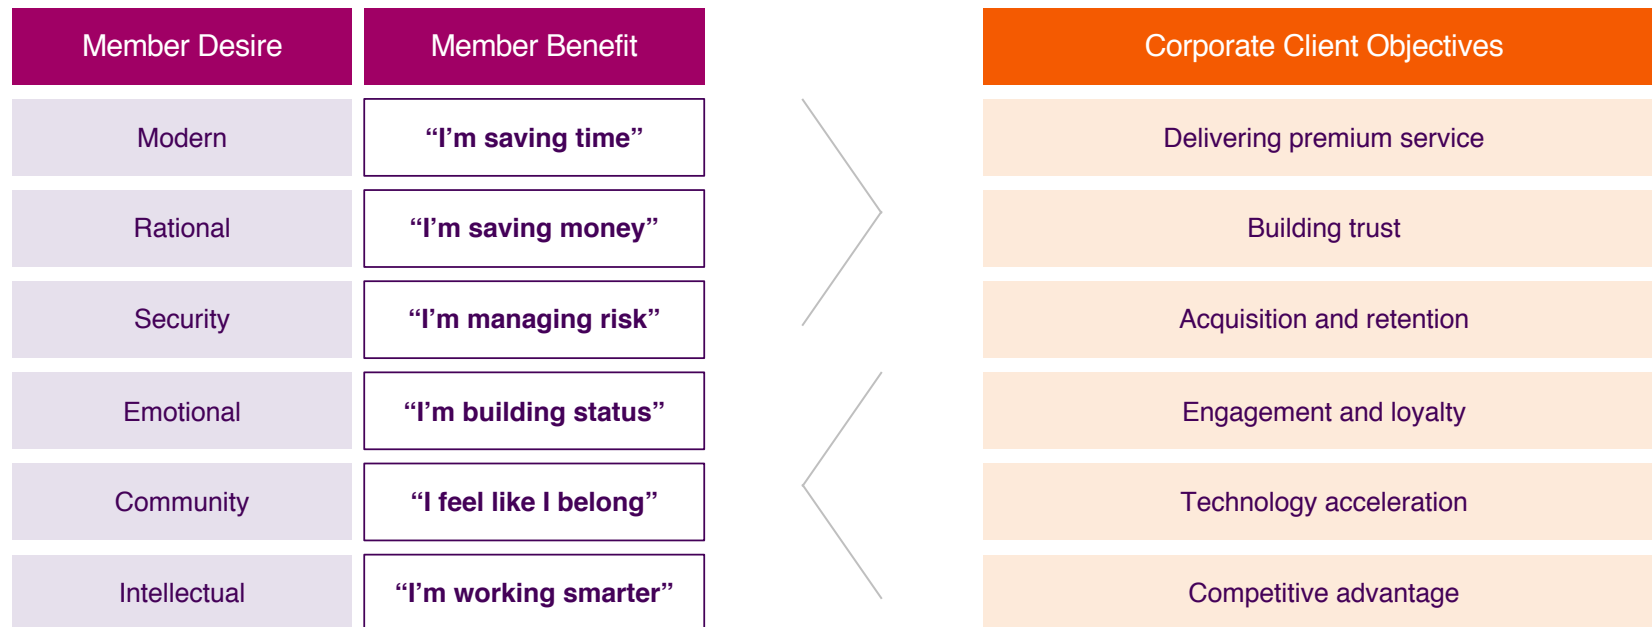 Member Desire
Member Benefit
Corporate Client Objectives
Modern
“I’m saving time”
Delivering premium service
Rational
“I’m saving money”
Building trust
Security
“I’m managing risk”
Acquisition and retention
Emotional
“I’m building status”
Engagement and loyalty
Community
“I feel like I belong”
Technology acceleration
Intellectual
“I’m working smarter”
Competitive advantage